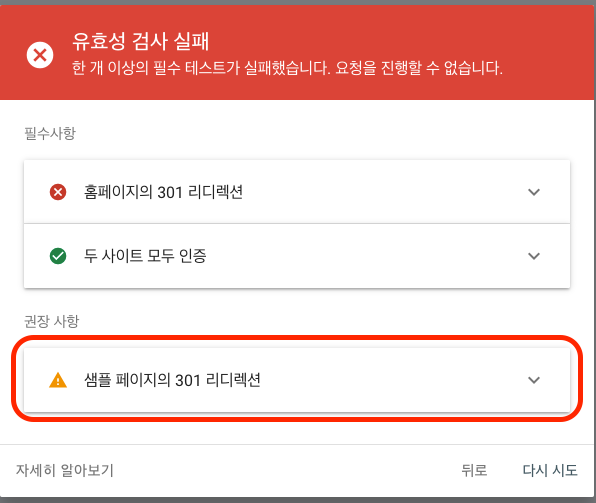 유효성 검사 실패
한 개 이상의 필수 테스트가 실패했습니다. 요청을 진행할 수 없습니다.
필수사항
홈페이지의 301 리디렉션
두 사이트 모두 인증
권장 사항
샘플 페이지의 301 리디렉션
자세히 알아보기
뒤로
다시 시도